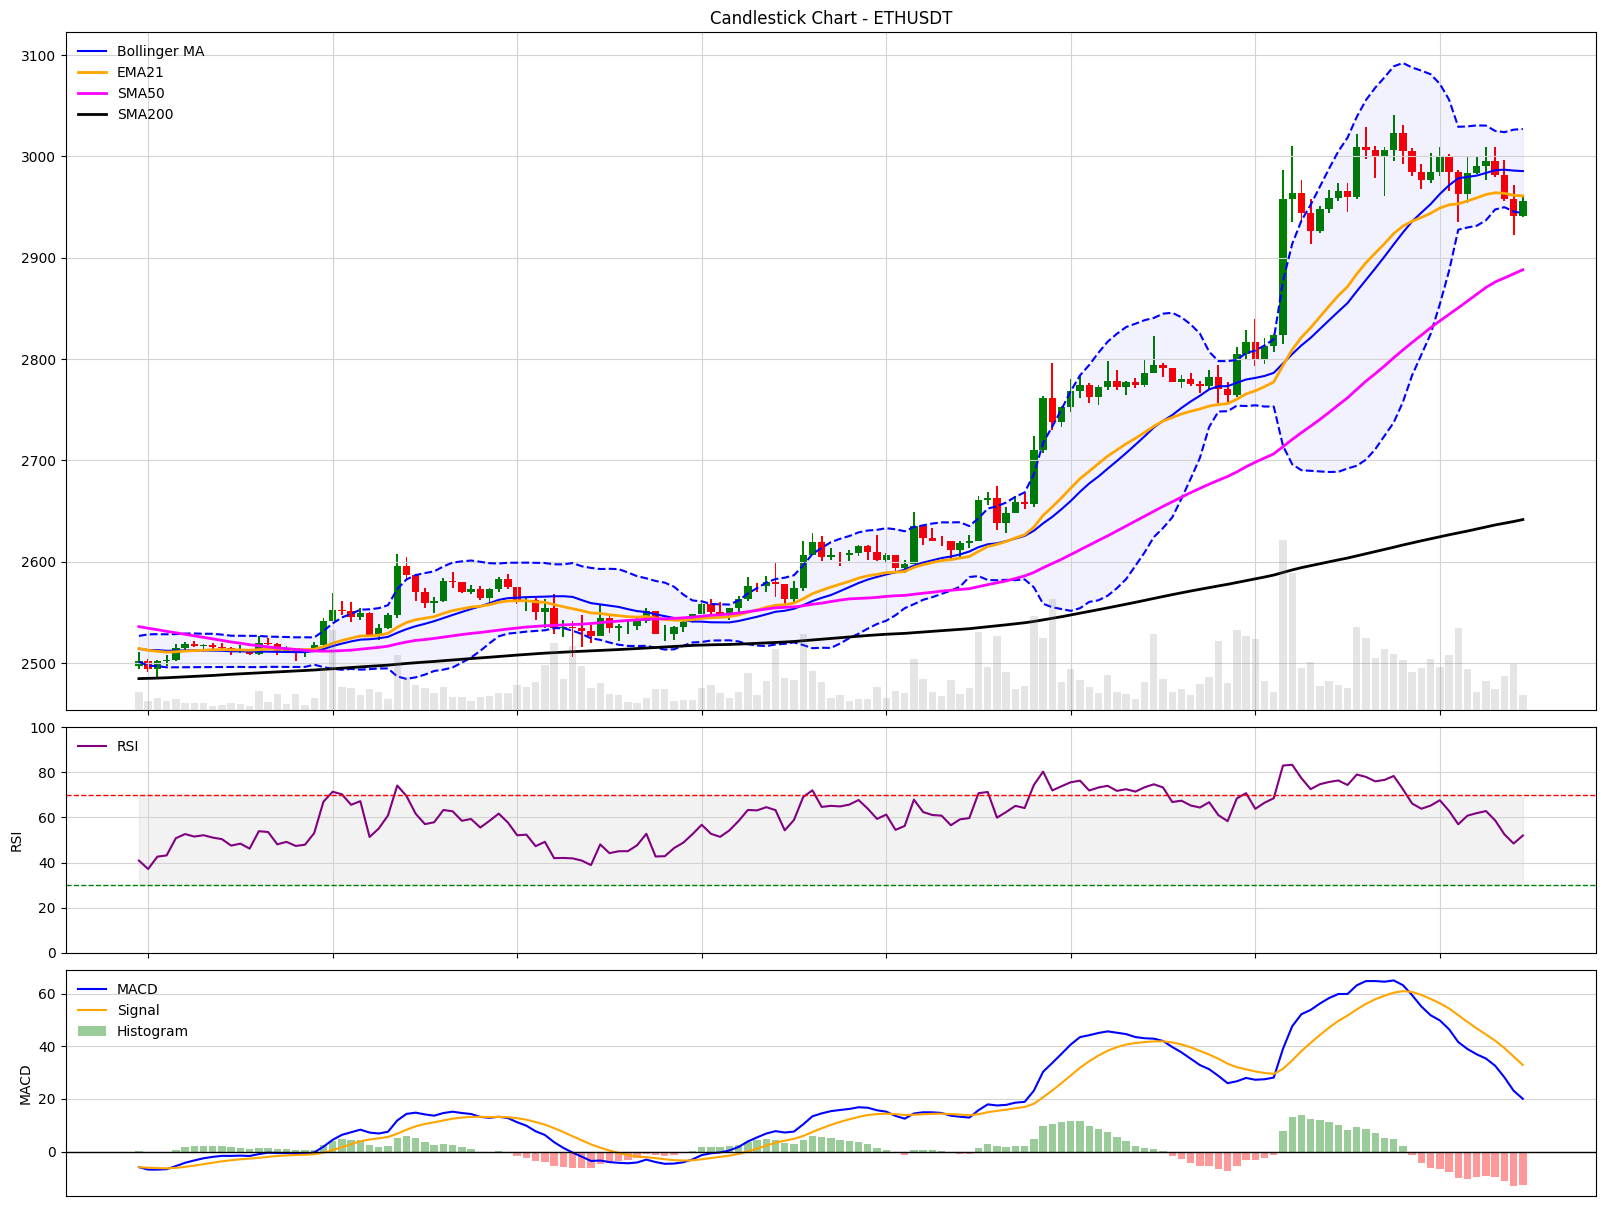 Candlestick Chart - ETHUSDT
Bollinger MA
EMA21
SMA50
SMA200
3100
3000
2900
2800
2700
2600
2500
RSI
100
80
60
40
20
0
RSI
MACD
Signal
Histogram
60
40
20
0
MACD